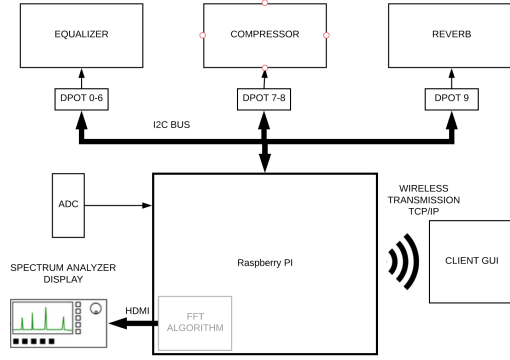 EQUALIZER
COMPRESSOR
REVERB
DPOT 0-6
DPOT 7-8
DPOT 9
I2C BUS
ADC
Raspberry PI
WIRELESS
TRANSMISSION
TCP/IP
CLIENT GUI
SPECTRUM ANALYZER
DISPLAY
HDMI
FFT
ALGORITHM